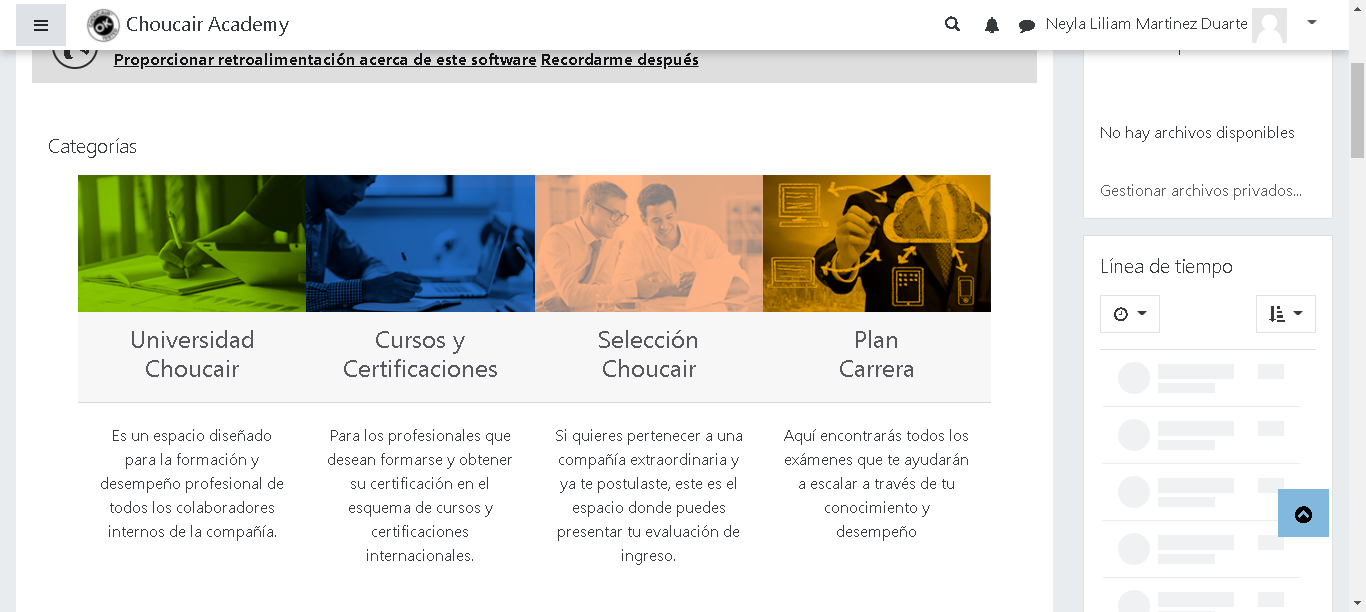 Choucair Academy
Neyla Liliam Martinez Duarte
Proporcionar retroalimentación acerca de este software Recordarme después
Categorías
Universidad
Choucair
Es un espacio diseñado
para la formación y
desempeño profesional de
todos los colaboradores
internos de la compañía.
Cursos y
Certificaciones
Para los profesionales que
desean formarse y obtener
su certificación en el
esquema de cursos y
certificaciones
internacionales.
Selección
Choucair
Si quieres pertenecer a una
compañía extraordinaria y
ya te postulaste, este es el
espacio donde puedes
presentar tu evaluación de
ingreso.
Plan
Carrera
Aquí encontrarás todos los
exámenes que te ayudarán
a escalar a través de tu
conocimiento y
desempeño
No hay archivos disponibles
Gestionar archivos privados...
Línea de tiempo